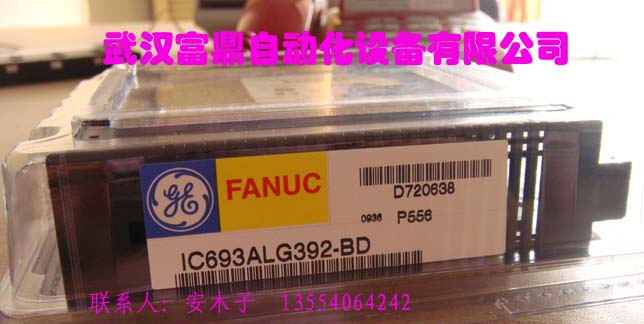 武汉富鼎自动化设备有限公司
GE
FANUC
D720638
0936 P556
IC693ALG392-BD
联系人：安木子 13554064242